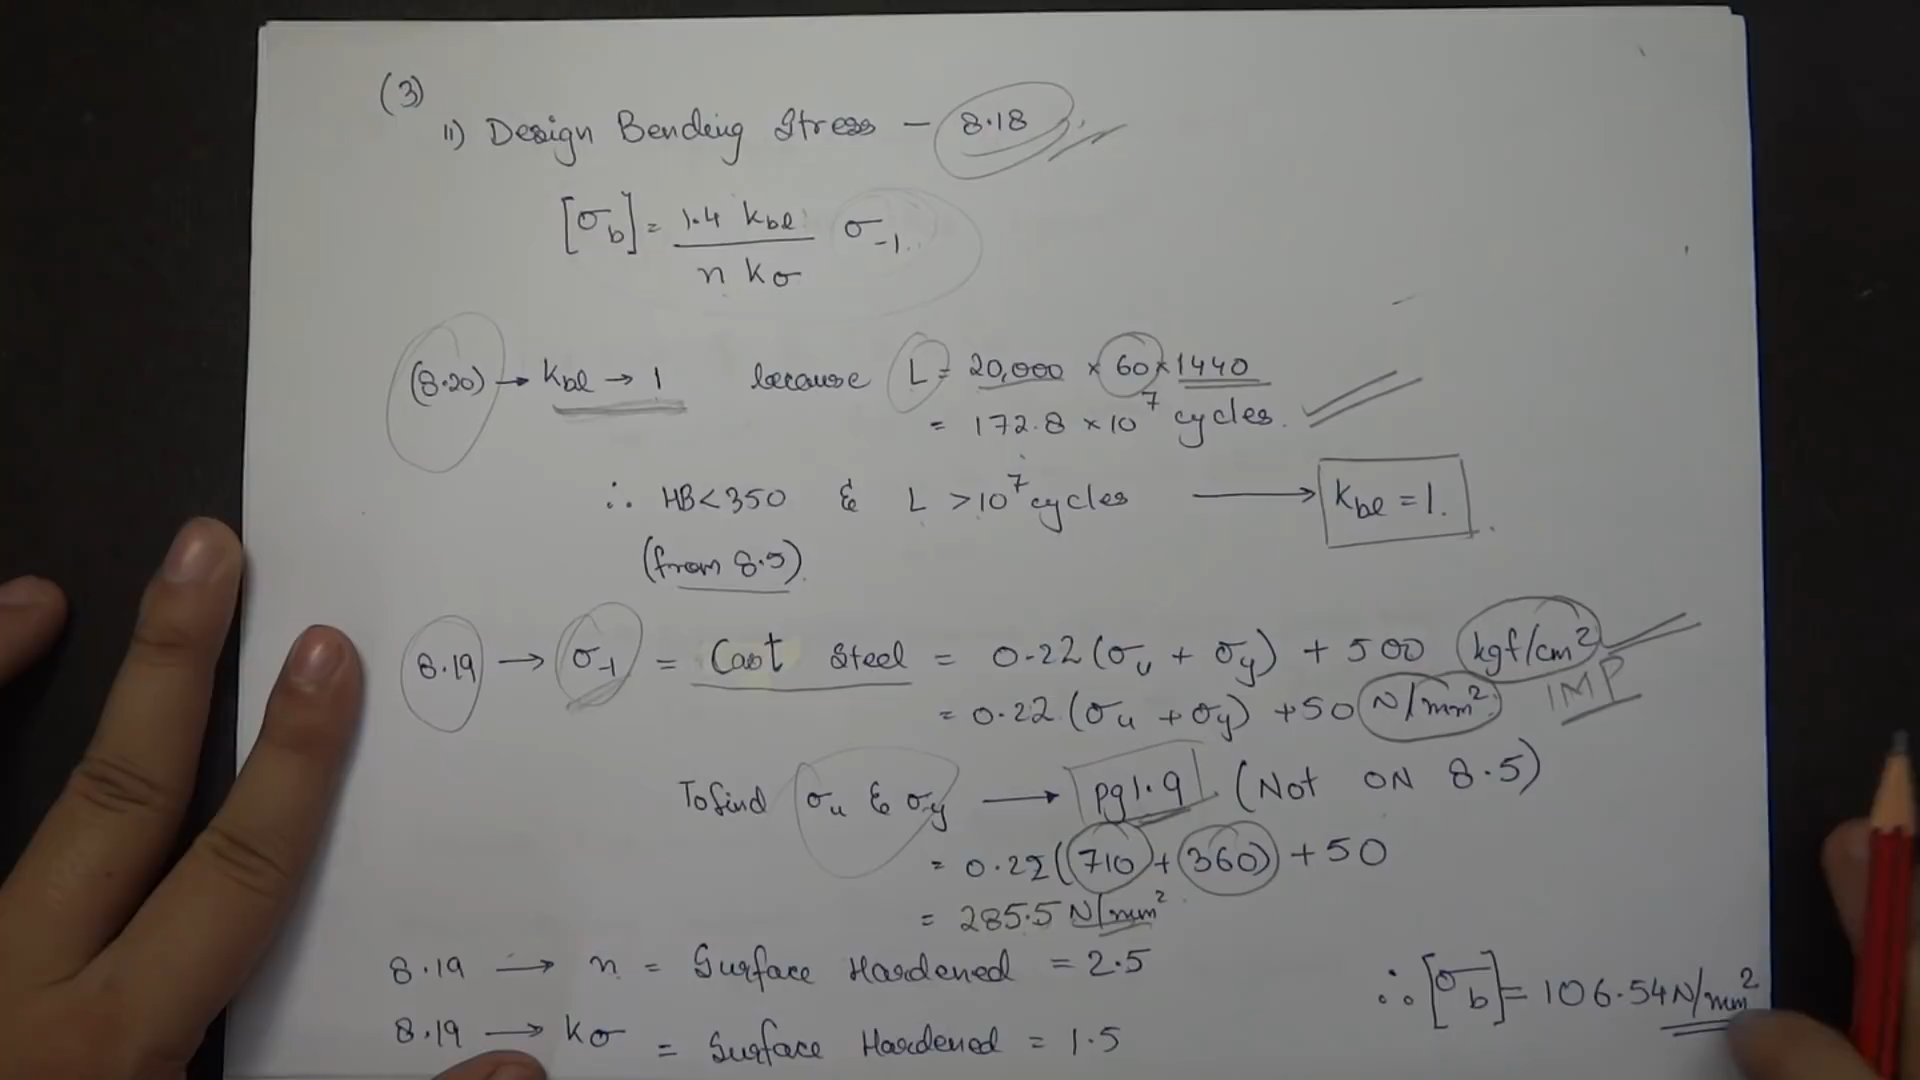 (3)
11) Design Bending Stress - 8.18
[σb] = 1.4 kbl / n kσ σ-1
(8.20) → kbl → 1 because L = 20,000 × 60 × 1440
= 172.8 × 10^7 cycles.
∴ HB < 350 & L > 10^7 cycles → kbl = 1.
(from 8.5)
8.19 → σ-1 = Cast Steel = 0.22 (σu + σy) + 500 kgf/cm²
= 0.22 (σu + σy) + 50 N/mm² IMP
To find σu & σy → pg 1.9 (Not ON 8.5)
= 0.22 (710 + 360) + 50
= 285.5 N/mm²
8.19 → n = Surface Hardened = 2.5
∴ [σb] = 106.54 N/mm²
8.19 → kσ = Surface Hardened = 1.5